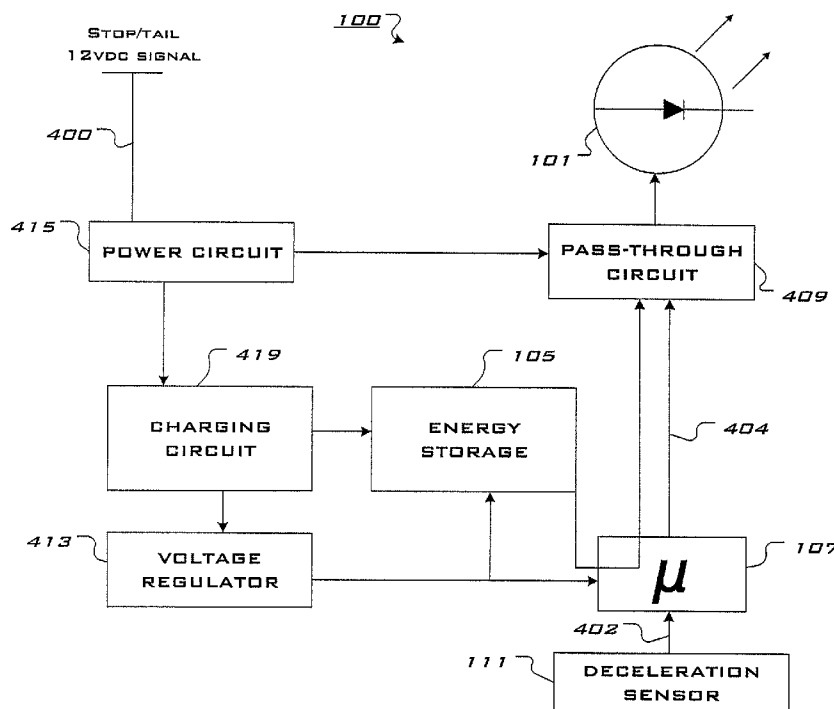 STOP/TAIL
12VDC SIGNAL
100
400
101
415
POWER CIRCUIT
PASS-THROUGH
CIRCUIT
409
419
105
CHARGING
CIRCUIT
ENERGY
STORAGE
404
413
VOLTAGE
REGULATOR
μ
107
402
111
DECELERATION
SENSOR